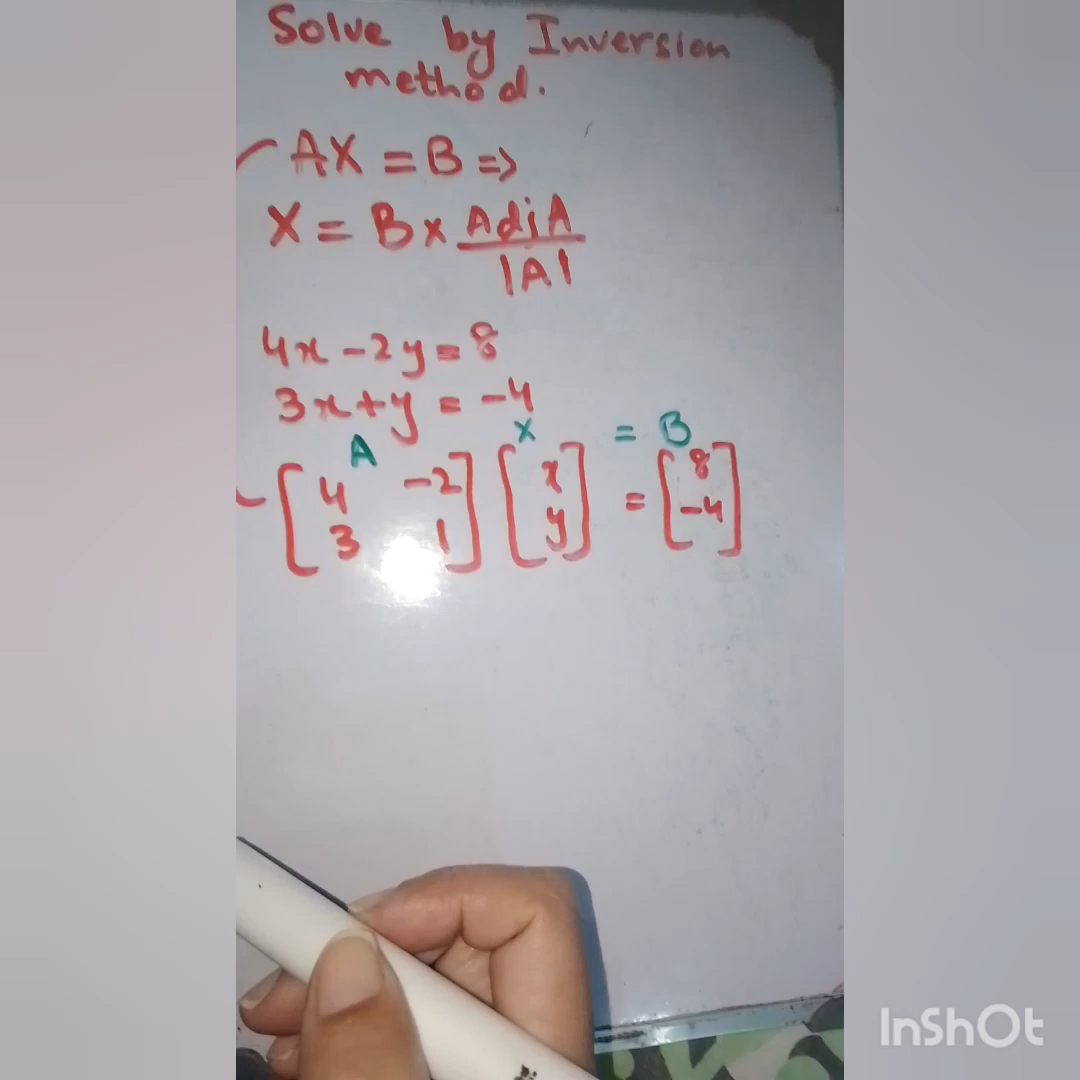 Solve by Inversion
method.
AX = B =>
X = B x AdjA
|A|
4x - 2y = 8
3x + y = -4
A X = B
[4 -2] [x] = [8]
[3 1] [y] [-4]
InShOt